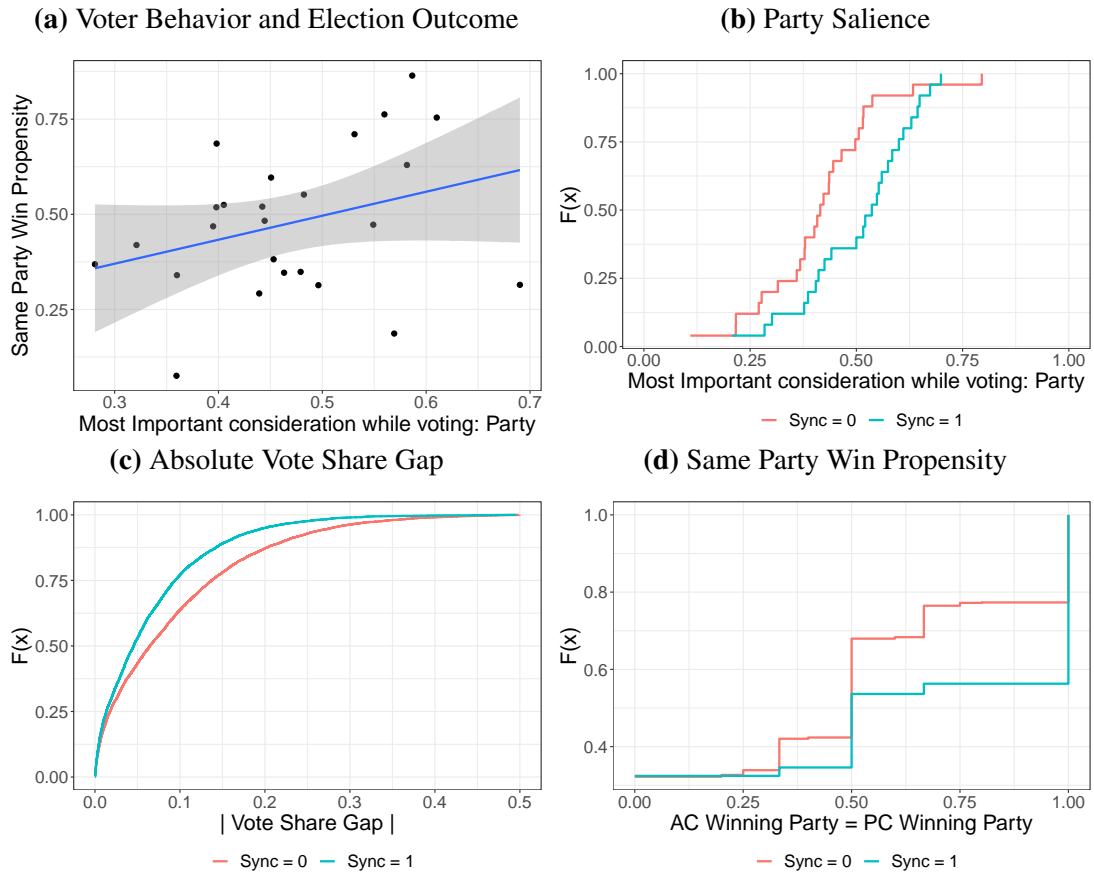 (a) Voter Behavior and Election Outcome
Same Party Win Propensity
0.75
0.50
0.25
0.3 0.4 0.5 0.6 0.7
Most Important consideration while voting: Party
(b) Party Salience
F(x)
1.00
0.75
0.50
0.25
0.00
0.00 0.25 0.50 0.75 1.00
Most Important consideration while voting: Party
Sync = 0 Sync = 1
(c) Absolute Vote Share Gap
F(x)
1.00
0.75
0.50
0.25
0.00
0.0 0.1 0.2 0.3 0.4 0.5
| Vote Share Gap |
Sync = 0 Sync = 1
(d) Same Party Win Propensity
F(x)
1.0
0.8
0.6
0.4
0.00 0.25 0.50 0.75 1.00
AC Winning Party = PC Winning Party
Sync = 0 Sync = 1